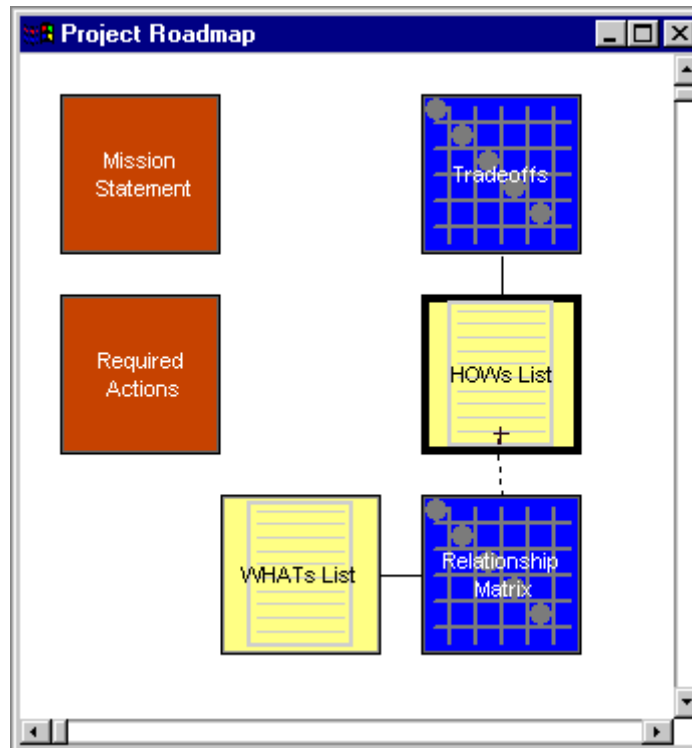 Project Roadmap
Mission
Statement
Tradeoffs
Required
Actions
HOWs List
WHATs List
Relationship
Matrix